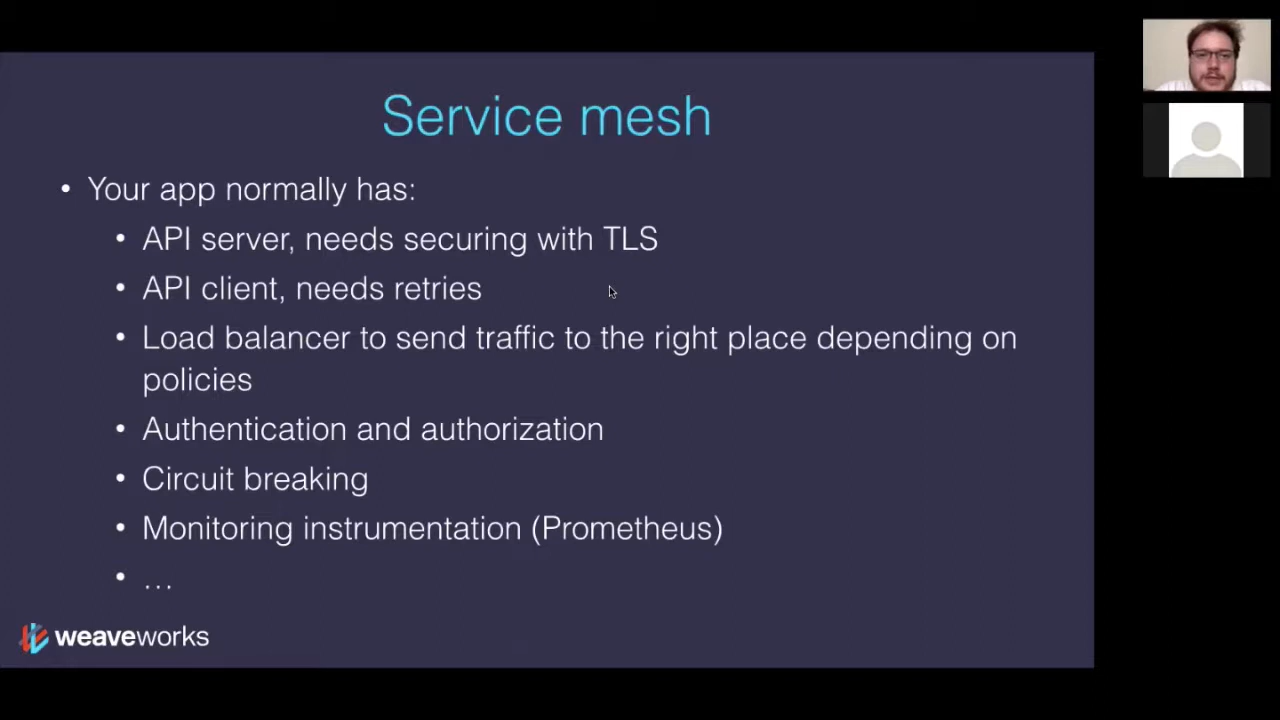 Service mesh
• Your app normally has:
• API server, needs securing with TLS
• API client, needs retries
• Load balancer to send traffic to the right place depending on
policies
• Authentication and authorization
• Circuit breaking
• Monitoring instrumentation (Prometheus)
• …
weaveworks